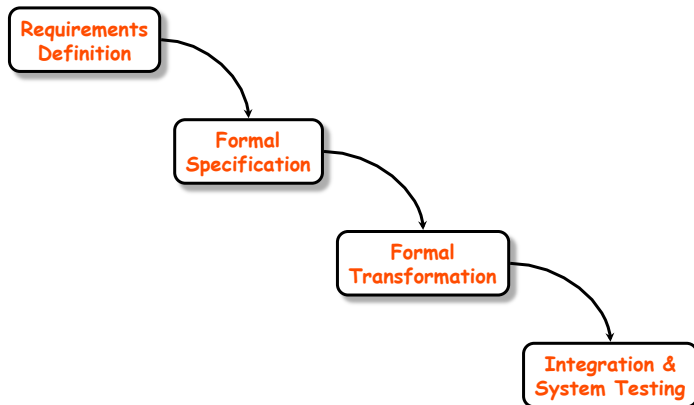 Requirements
Definition
Formal
Specification
Formal
Transformation
Integration &
System Testing